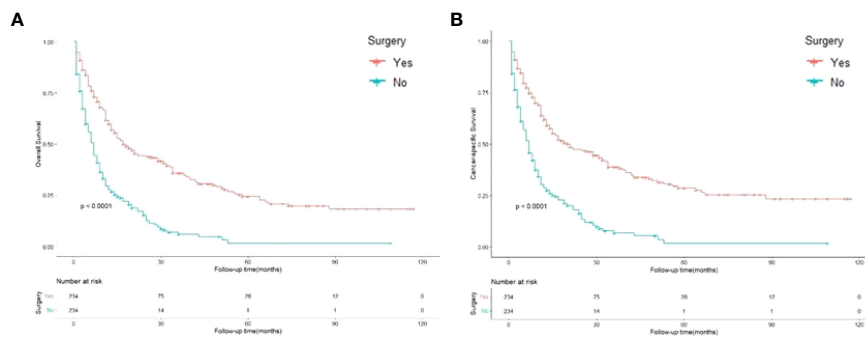 A
Surgery
Yes
No
1.00
0.75
0.50
0.25
0.00
Overall Survival
p < 0.0001
0 30 60 90 120
Follow-up time(months)
Number at risk
Surgery
Yes 234 75 28 12 0
No 234 14 1 1 0
0 30 60 90 120
Follow-up time(months)
B
Surgery
Yes
No
1.00
0.75
0.50
0.25
0.00
Cancer-specific Survival
p < 0.0001
0 30 60 90 120
Follow-up time(months)
Number at risk
Surgery
Yes 234 75 28 12 0
No 234 14 1 1 0
0 30 60 90 120
Follow-up time(months)